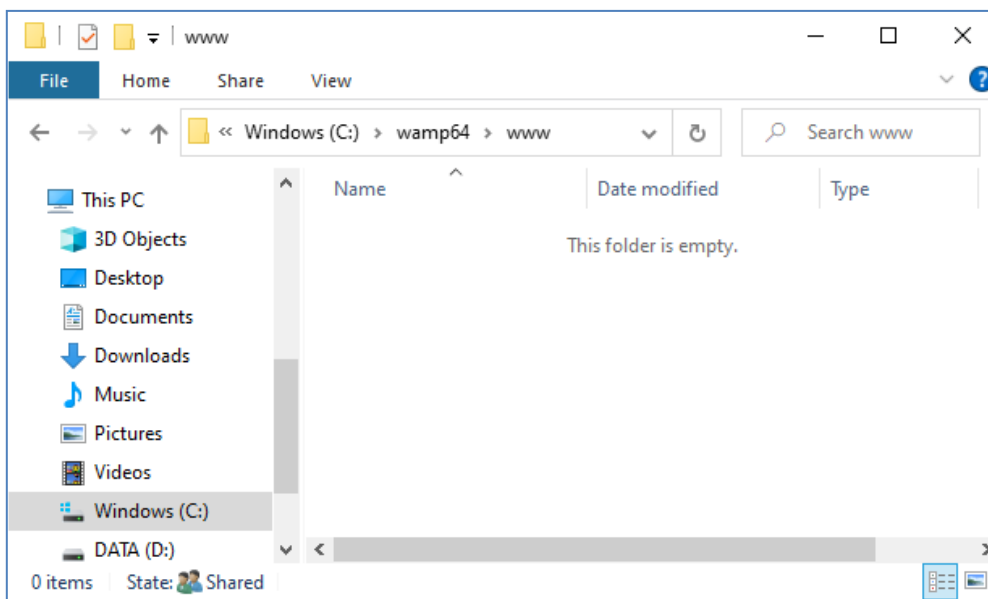 www
File Home Share View ?
« Windows (C:) › wamp64 › www Search www
This PC Name Date modified Type
3D Objects This folder is empty.
Desktop
Documents
Downloads
Music
Pictures
Videos
Windows (C:)
DATA (D:)
0 items State: Shared